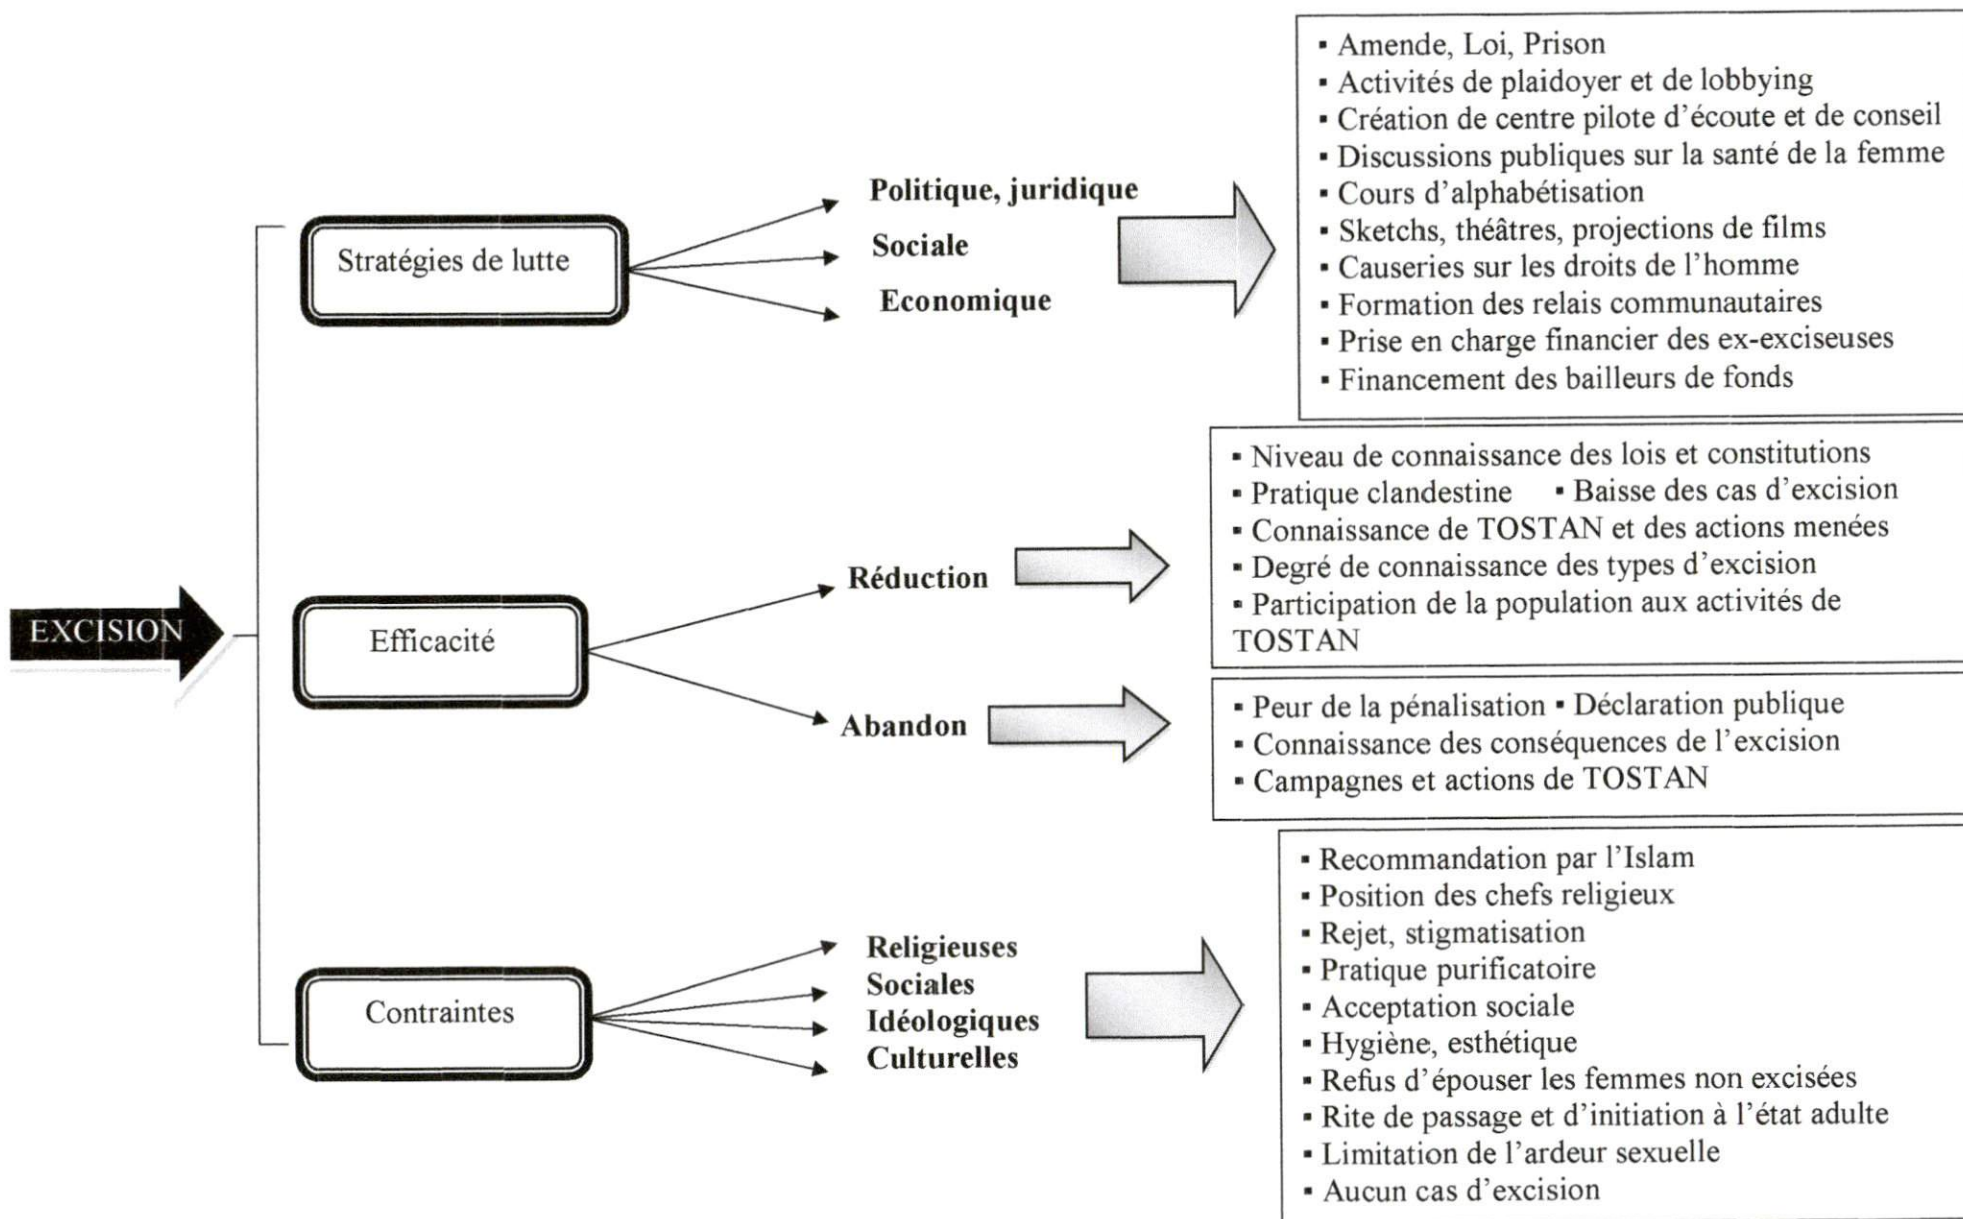 EXCISION
Stratégies de lutte
Politique, juridique
Sociale
Economique
▪ Amende, Loi, Prison
▪ Activités de plaidoyer et de lobbying
▪ Création de centre pilote d'écoute et de conseil
▪ Discussions publiques sur la santé de la femme
▪ Cours d'alphabétisation
▪ Sketchs, théâtres, projections de films
▪ Causeries sur les droits de l'homme
▪ Formation des relais communautaires
▪ Prise en charge financier des ex-exciseuses
▪ Financement des bailleurs de fonds
Efficacité
Réduction
▪ Niveau de connaissance des lois et constitutions
▪ Pratique clandestine ▪ Baisse des cas d'excision
▪ Connaissance de TOSTAN et des actions menées
▪ Degré de connaissance des types d'excision
▪ Participation de la population aux activités de
TOSTAN
Abandon
▪ Peur de la pénalisation ▪ Déclaration publique
▪ Connaissance des conséquences de l'excision
▪ Campagnes et actions de TOSTAN
Contraintes
Religieuses
Sociales
Idéologiques
Culturelles
▪ Recommandation par l'Islam
▪ Position des chefs religieux
▪ Rejet, stigmatisation
▪ Pratique purificatoire
▪ Acceptation sociale
▪ Hygiène, esthétique
▪ Refus d'épouser les femmes non excisées
▪ Rite de passage et d'initiation à l'état adulte
▪ Limitation de l'ardeur sexuelle
▪ Aucun cas d'excision